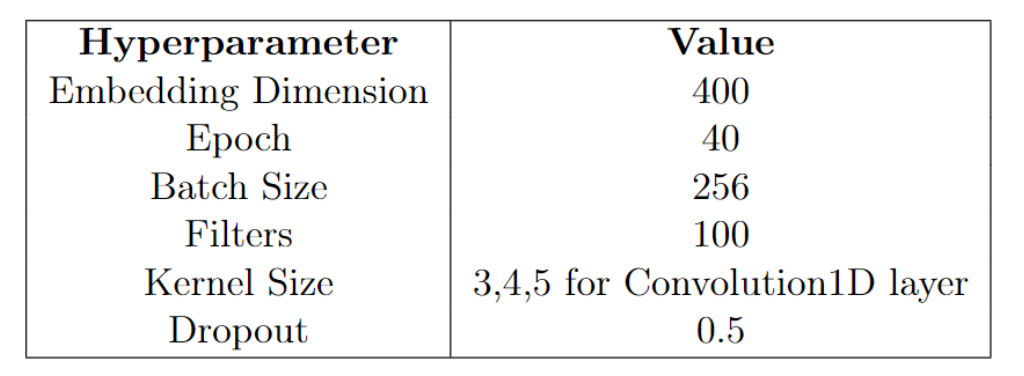 Hyperparameter Value
Embedding Dimension 400
Epoch 40
Batch Size 256
Filters 100
Kernel Size 3,4,5 for Convolution1D layer
Dropout 0.5